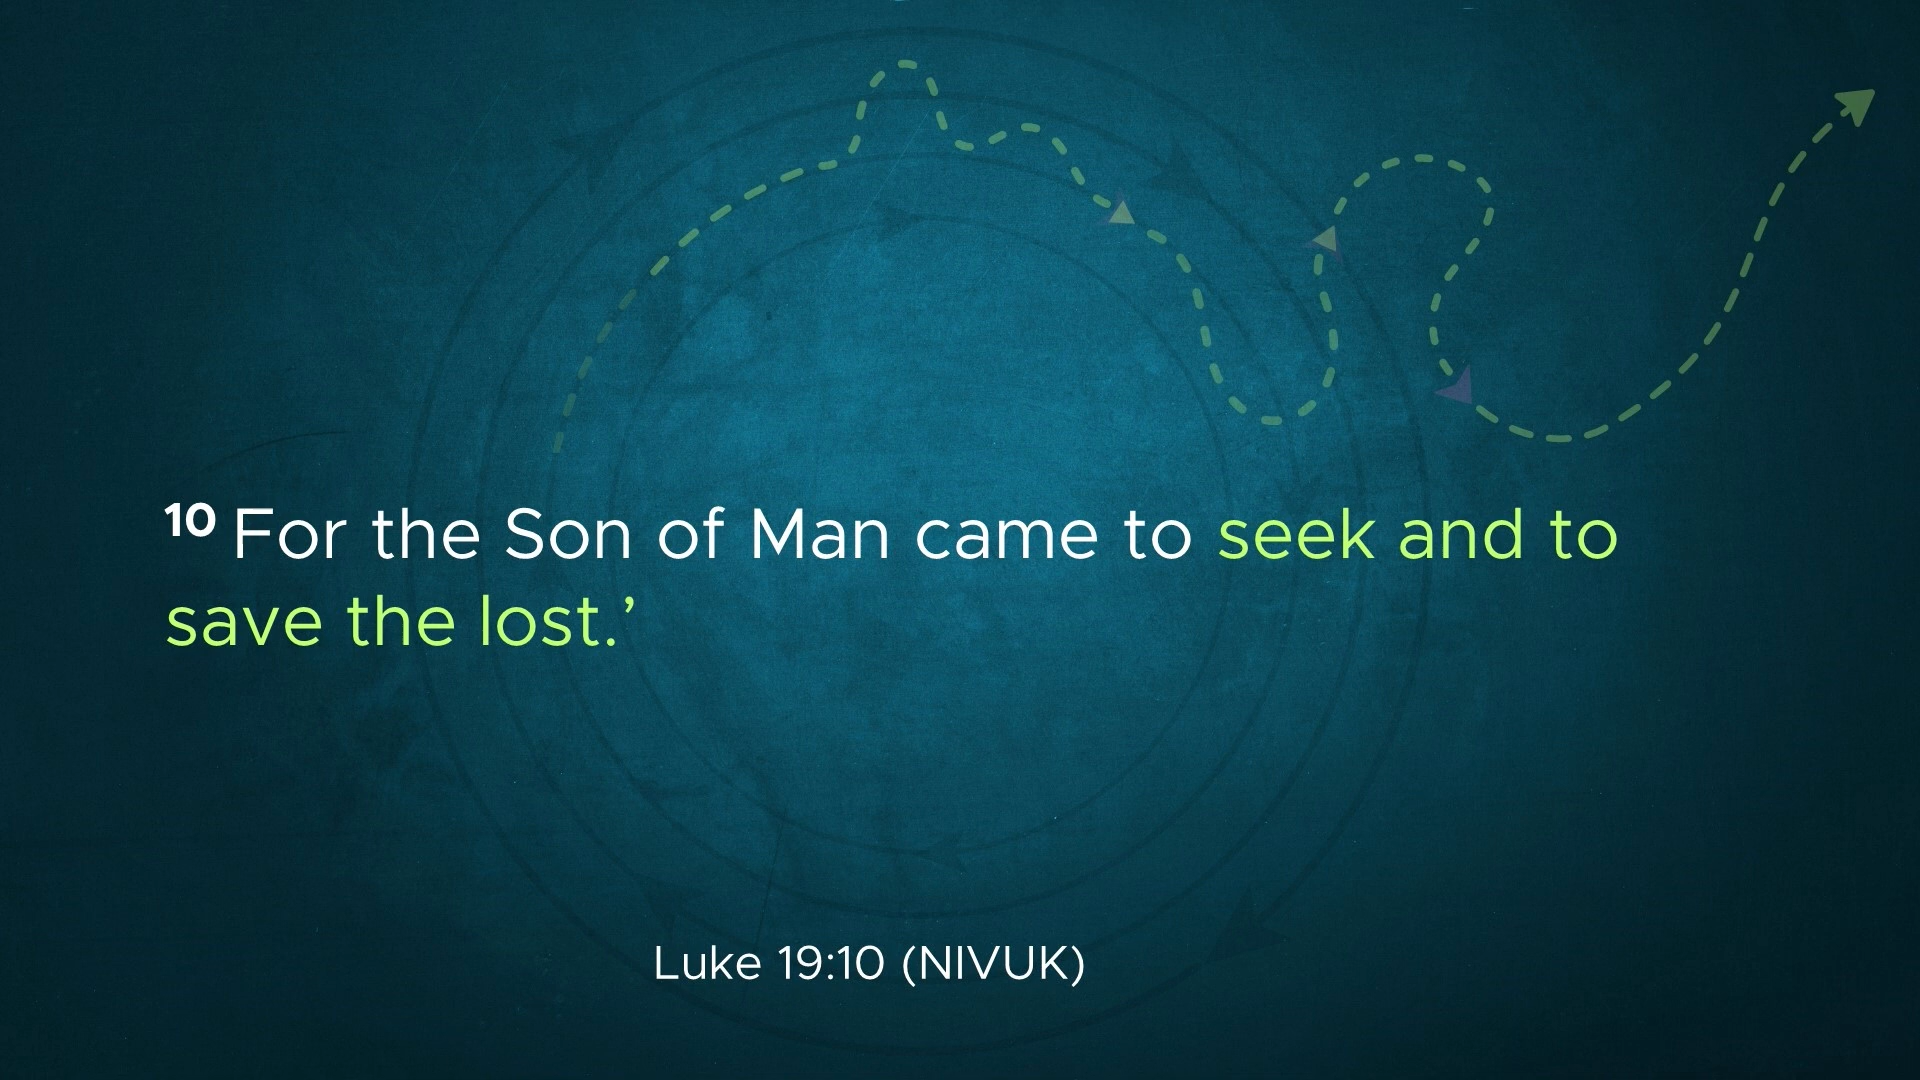 10 For the Son of Man came to seek and to
save the lost.’
Luke 19:10 (NIVUK)